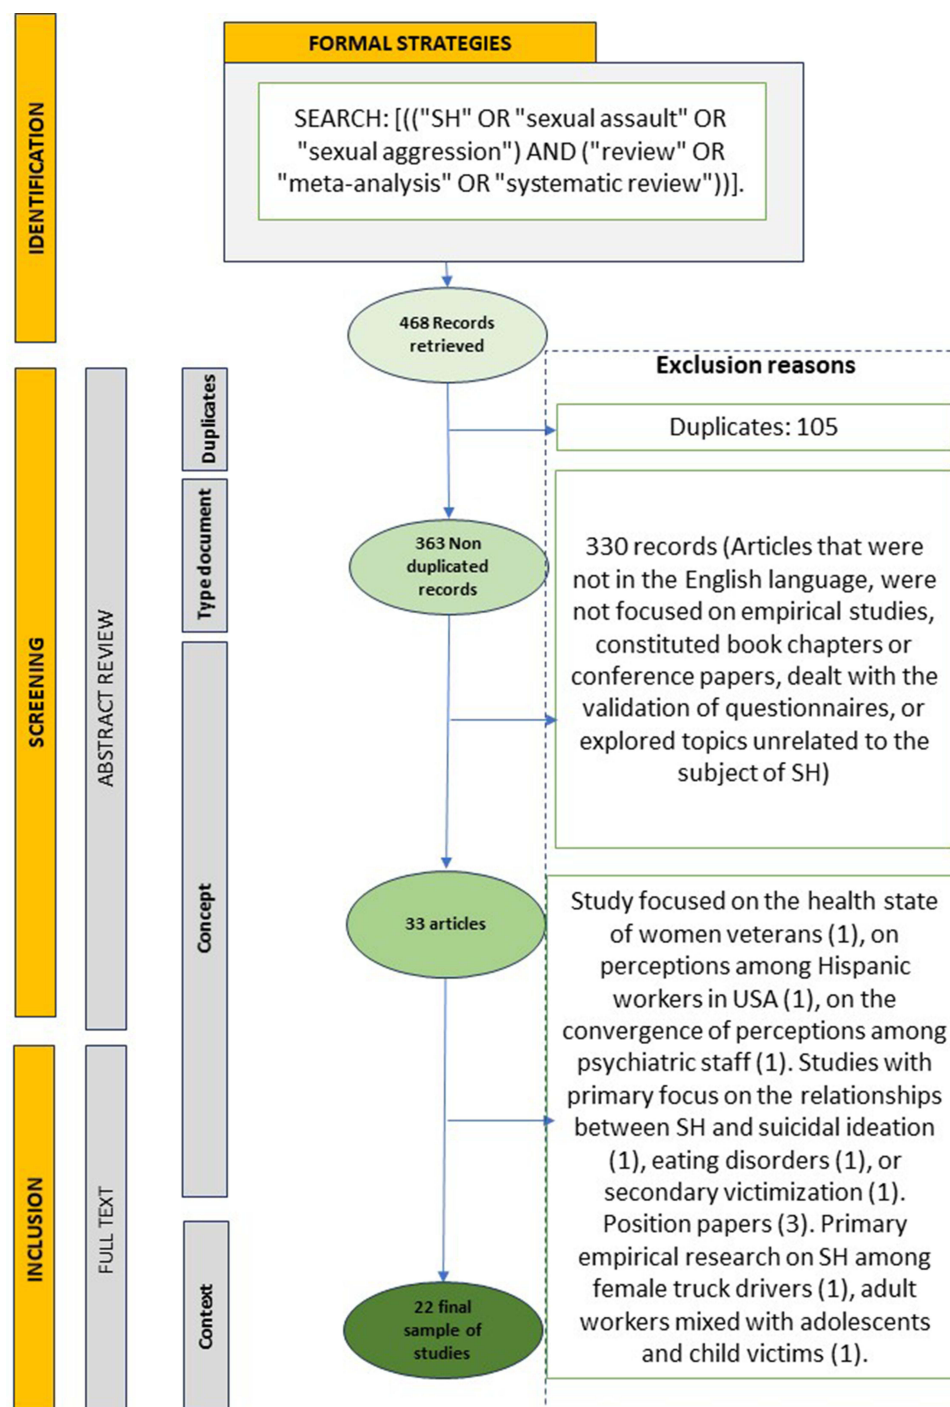 FORMAL STRATEGIES
IDENTIFICATION
SEARCH: [(("SH" OR "sexual assault" OR
"sexual aggression") AND ("review" OR
"meta-analysis" OR "systematic review"))].
468 Records
retrieved
Exclusion reasons
Duplicates
Duplicates: 105
SCREENING
ABSTRACT REVIEW
Type document
363 Non
duplicated
records
330 records (Articles that were
not in the English language, were
not focused on empirical studies,
constituted book chapters or
conference papers, dealt with the
validation of questionnaires, or
explored topics unrelated to the
subject of SH)
Concept
33 articles
Study focused on the health state
of women veterans (1), on
perceptions among Hispanic
workers in USA (1), on the
convergence of perceptions among
psychiatric staff (1). Studies with
primary focus on the relationships
between SH and suicidal ideation
(1), eating disorders (1), or
secondary victimization (1).
Position papers (3). Primary
empirical research on SH among
female truck drivers (1), adult
workers mixed with adolescents
and child victims (1).
INCLUSION
FULL TEXT
Context
22 final
sample of
studies